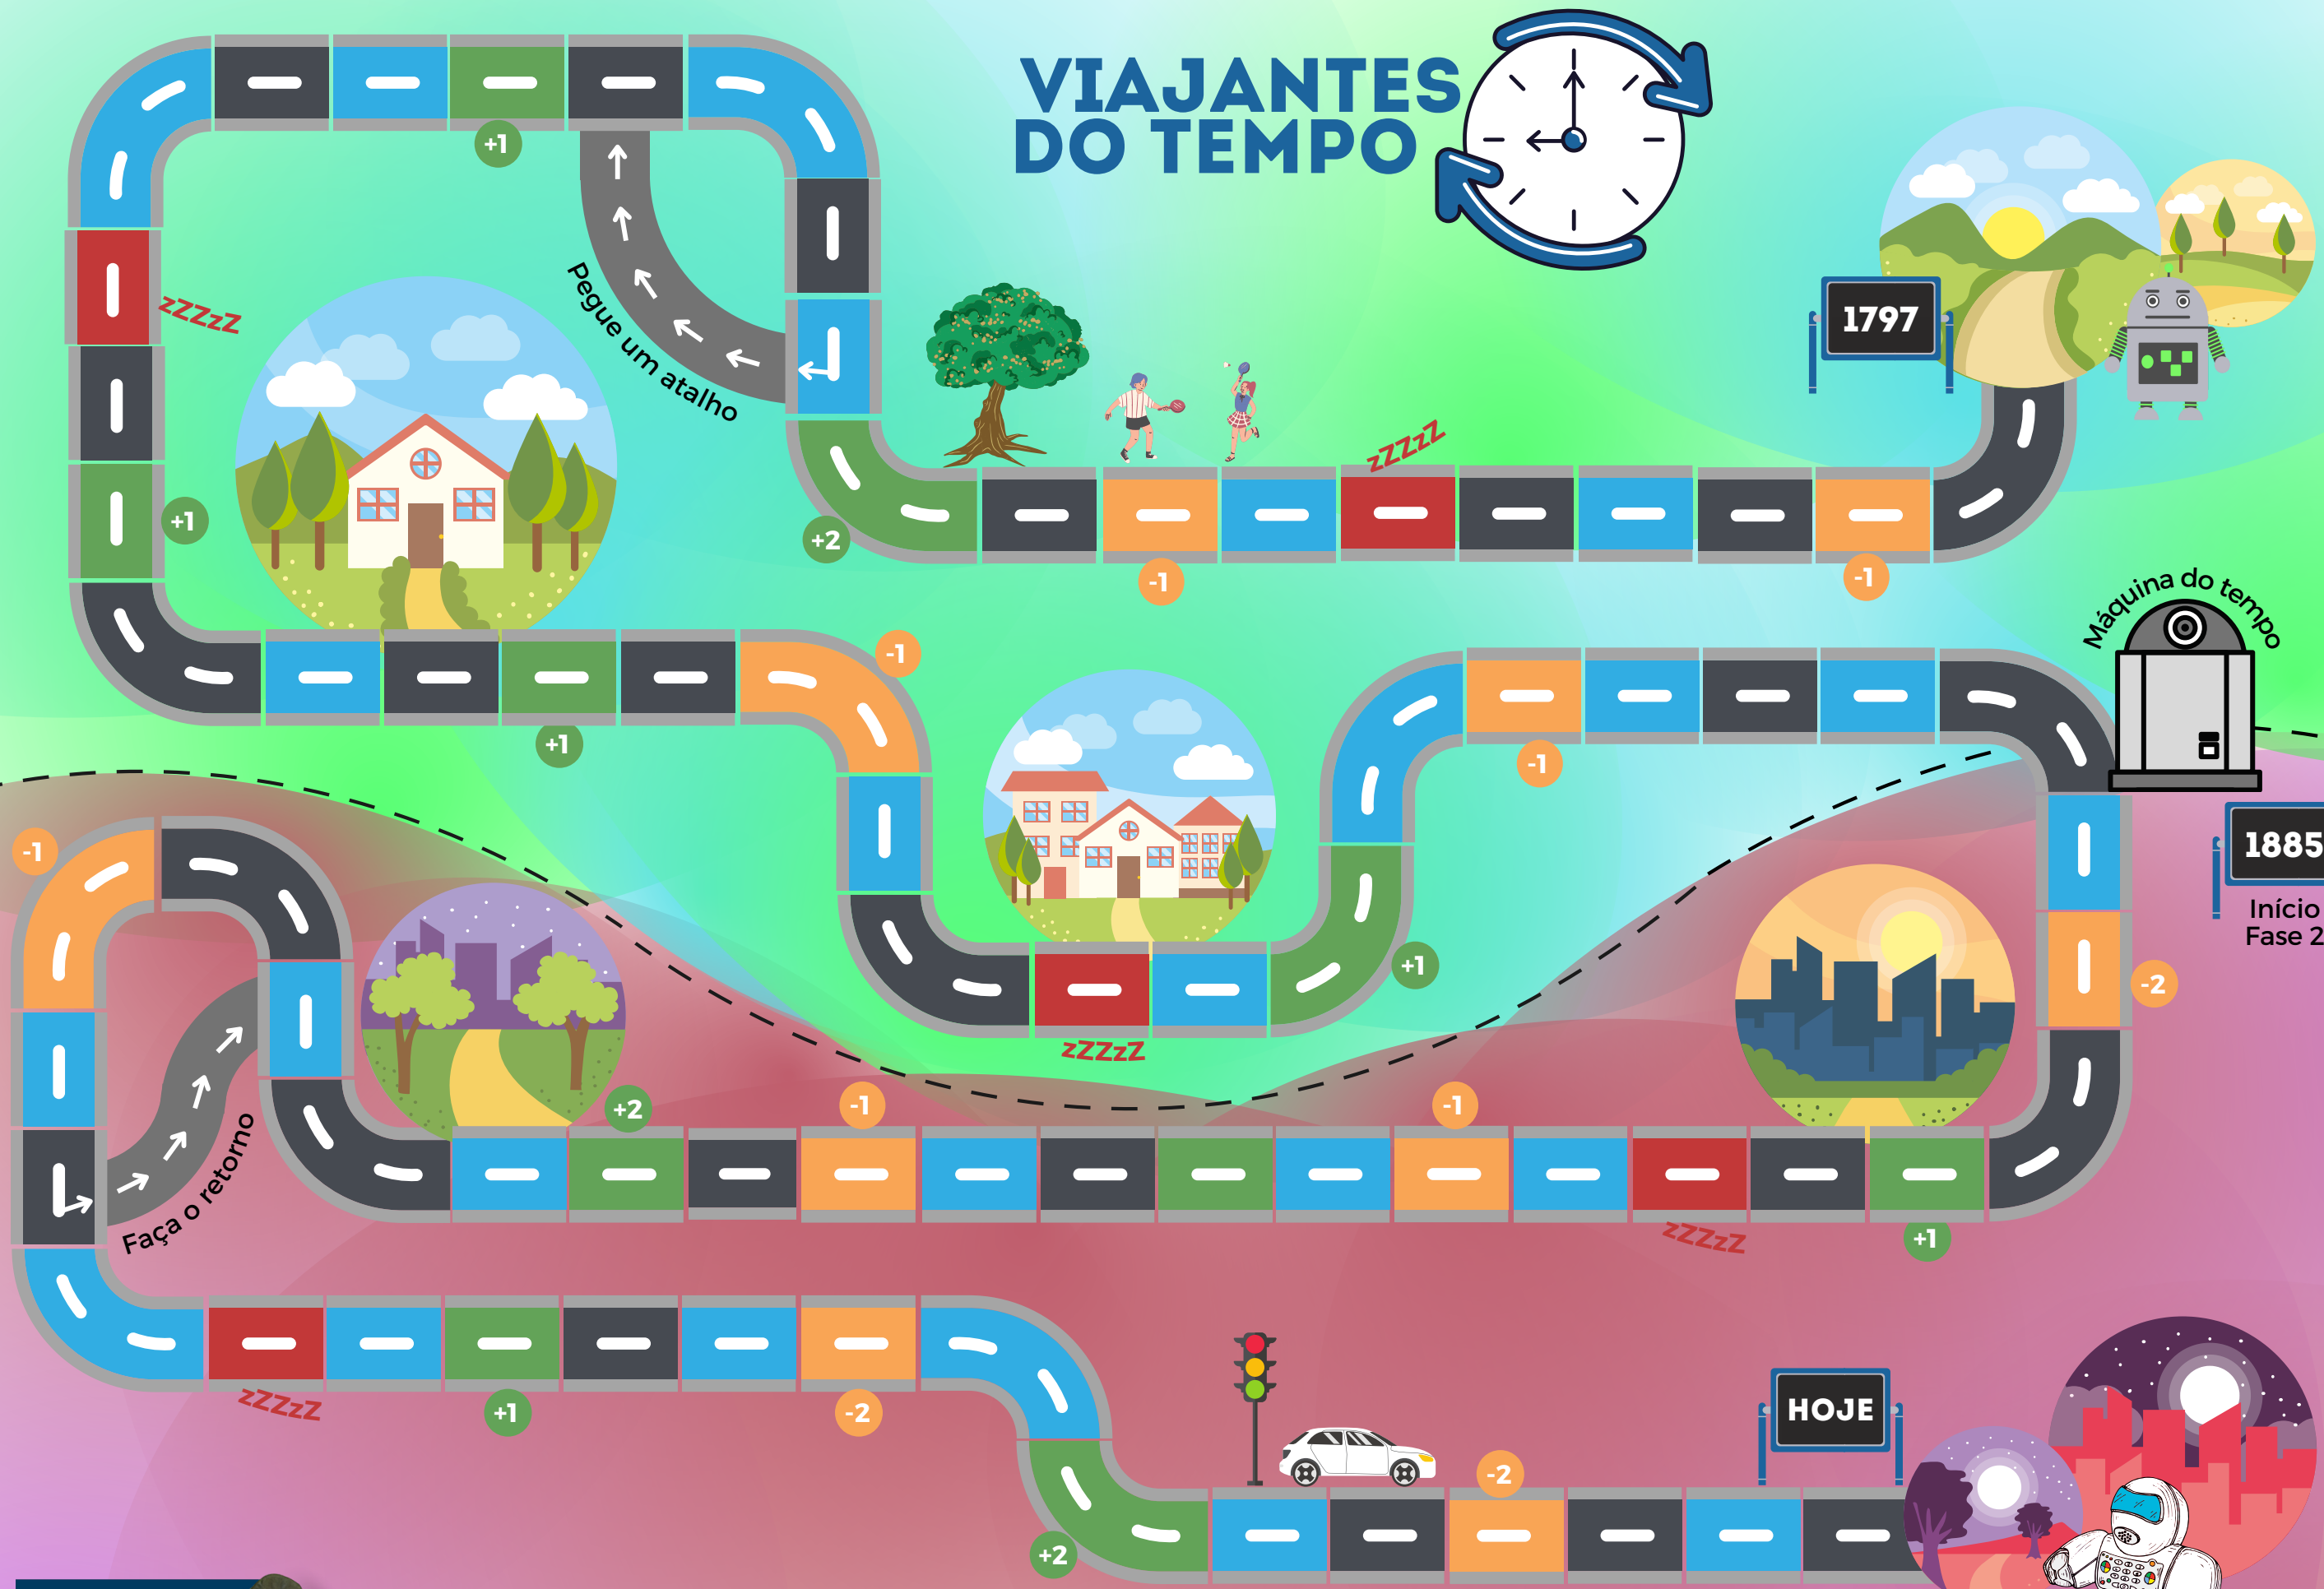 VIAJANTES
DO TEMPO
+1
zZZzZ
Pegue um atalho
1797
zZZzZ
+1
+2
-1
-1
Máquina do tempo
-1
+1
-1
1885
Início
Fase 2
-1
+1
-2
zZZzZ
+2
-1
-1
Faça o retorno
zZZzZ
+1
zZZzZ
+1
-2
HOJE
-2
+2